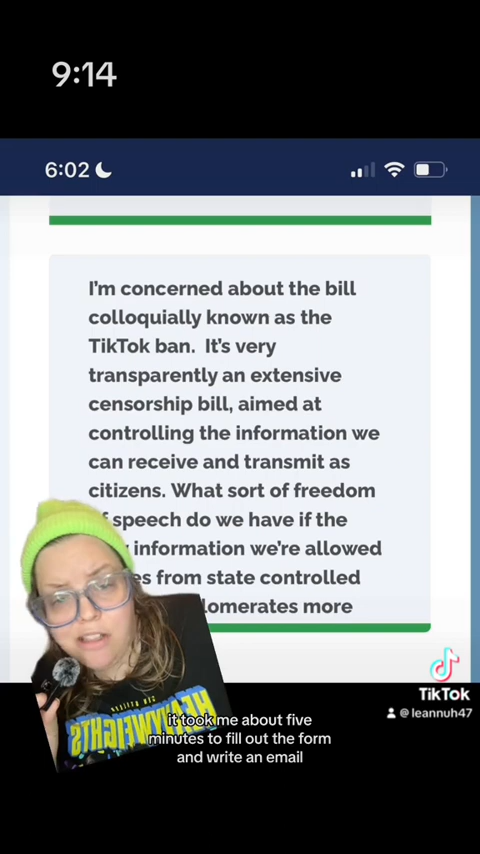 9:14
6:02
I'm concerned about the bill
colloquially known as the
TikTok ban. It's very
transparently an extensive
censorship bill, aimed at
controlling the information we
can receive and transmit as
citizens. What sort of freedom
speech do we have if the
information we're allowed
from state controlled
more
HEAVYWEIGHTS
TikTok
@leannuh47
it took me about five
minutes to fill out the form
and write an email